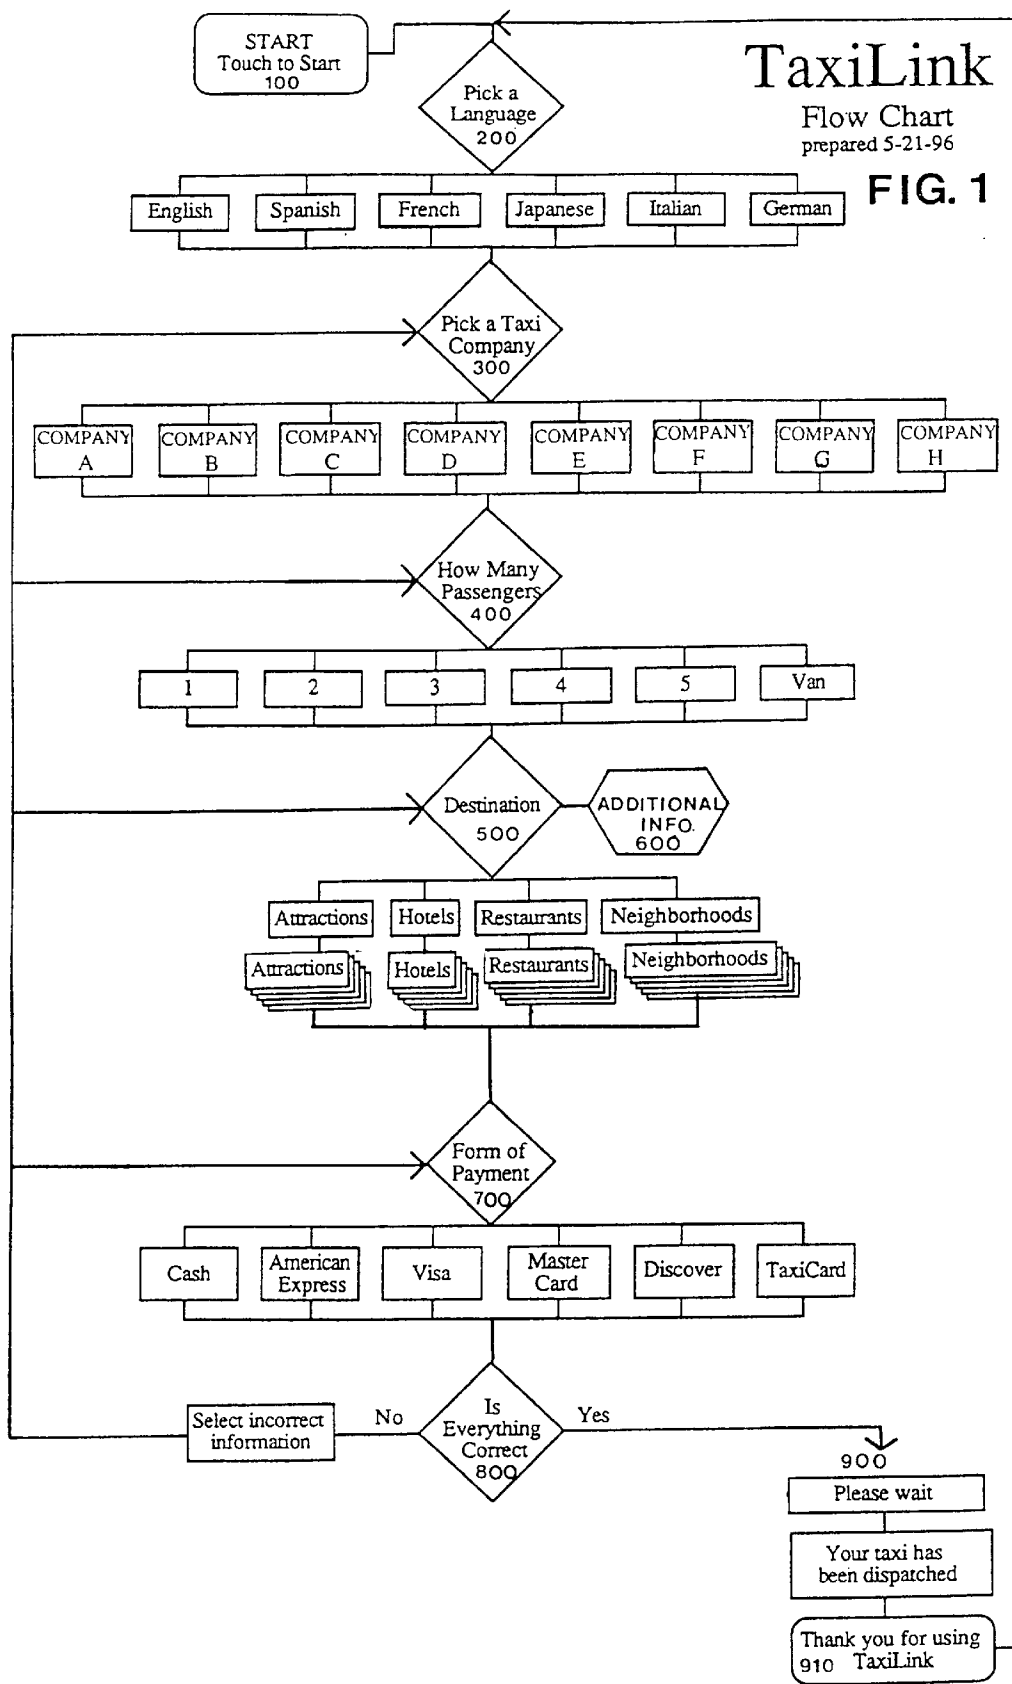 START
Touch to Start
100
TaxiLink
Flow Chart
prepared 5-21-96
FIG. 1
Pick a
Language
200
English
Spanish
French
Japanese
Italian
German
Pick a Taxi
Company
300
COMPANY
A
COMPANY
B
COMPANY
C
COMPANY
D
COMPANY
E
COMPANY
F
COMPANY
G
COMPANY
H
How Many
Passengers
400
1
2
3
4
5
Van
Destination
500
ADDITIONAL
INFO.
600
Attractions
Hotels
Restaurants
Neighborhoods
Attractions
Hotels
Restaurants
Neighborhoods
Form of
Payment
700
Cash
American
Express
Visa
Master
Card
Discover
TaxiCard
Is
Everything
Correct
800
No
Yes
Select incorrect
information
900
Please wait
Your taxi has
been dispatched
Thank you for using
910 TaxiLink